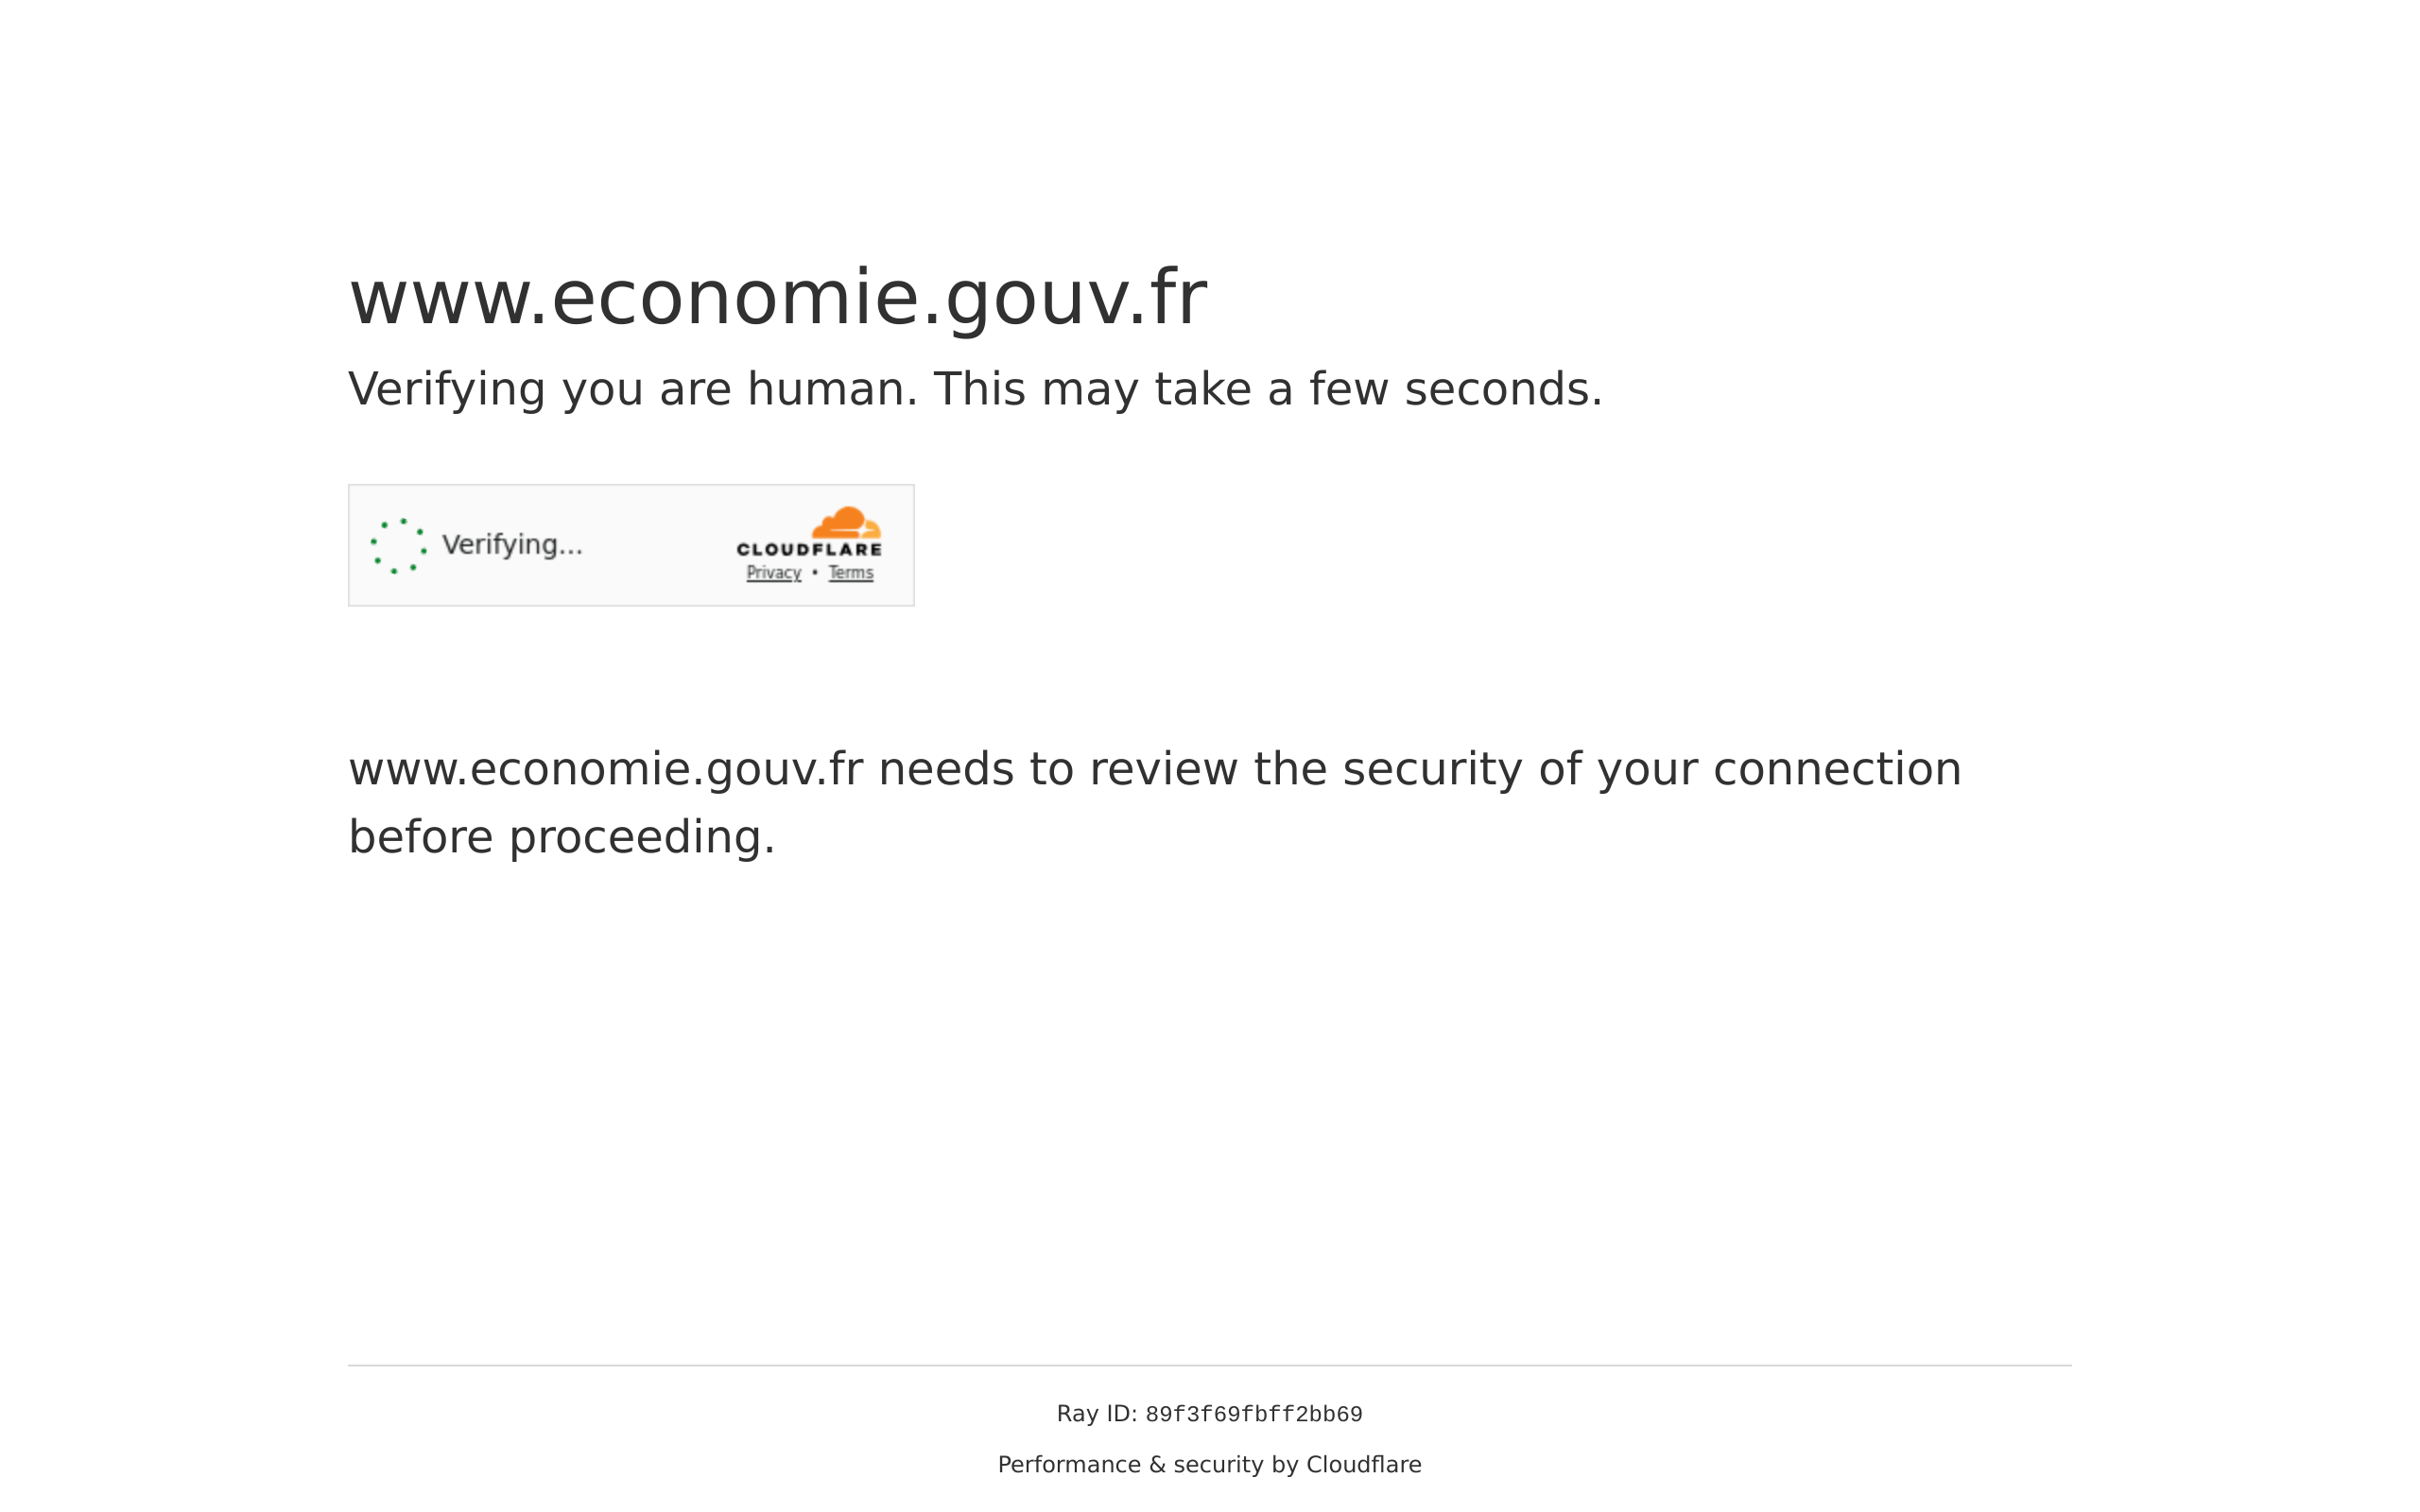 www.economie.gouv.fr
Verifying you are human. This may take a few seconds.
Verifying...
CLOUDFLARE
Privacy • Terms
www.economie.gouv.fr needs to review the security of your connection
before proceeding.
Ray ID: 89f3f69fbff2bb69
Performance & security by Cloudflare